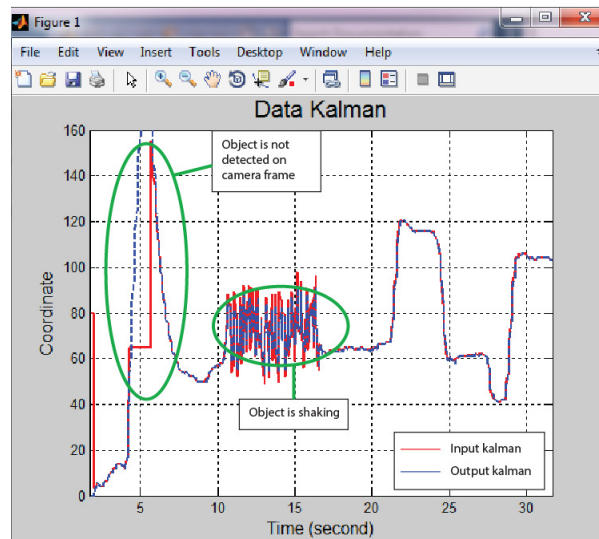 Figure 1
File Edit View Insert Tools Desktop Window Help
Data Kalman
160
140
120
100
80
60
40
20
0
Coordinate
Object is not
detected on
camera frame
Object is shaking
Input kalman
Output kalman
5 10 15 20 25 30
Time (second)